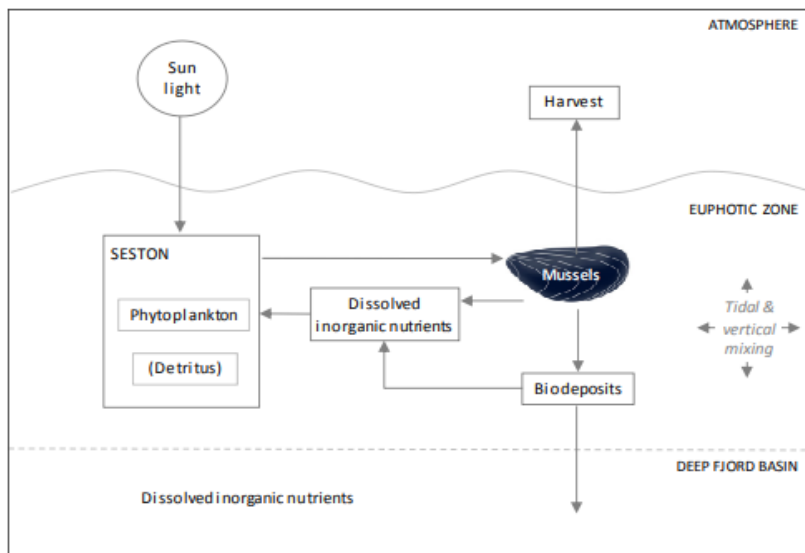 ATMOSPHERE
Sun
light
Harvest
EUPHOTIC ZONE
SESTON
Mussels
Phytoplankton
Dissolved
inorganic nutrients
Tidal &
vertical
mixing
(Detritus)
Biodeposits
DEEP FJORD BASIN
Dissolved inorganic nutrients